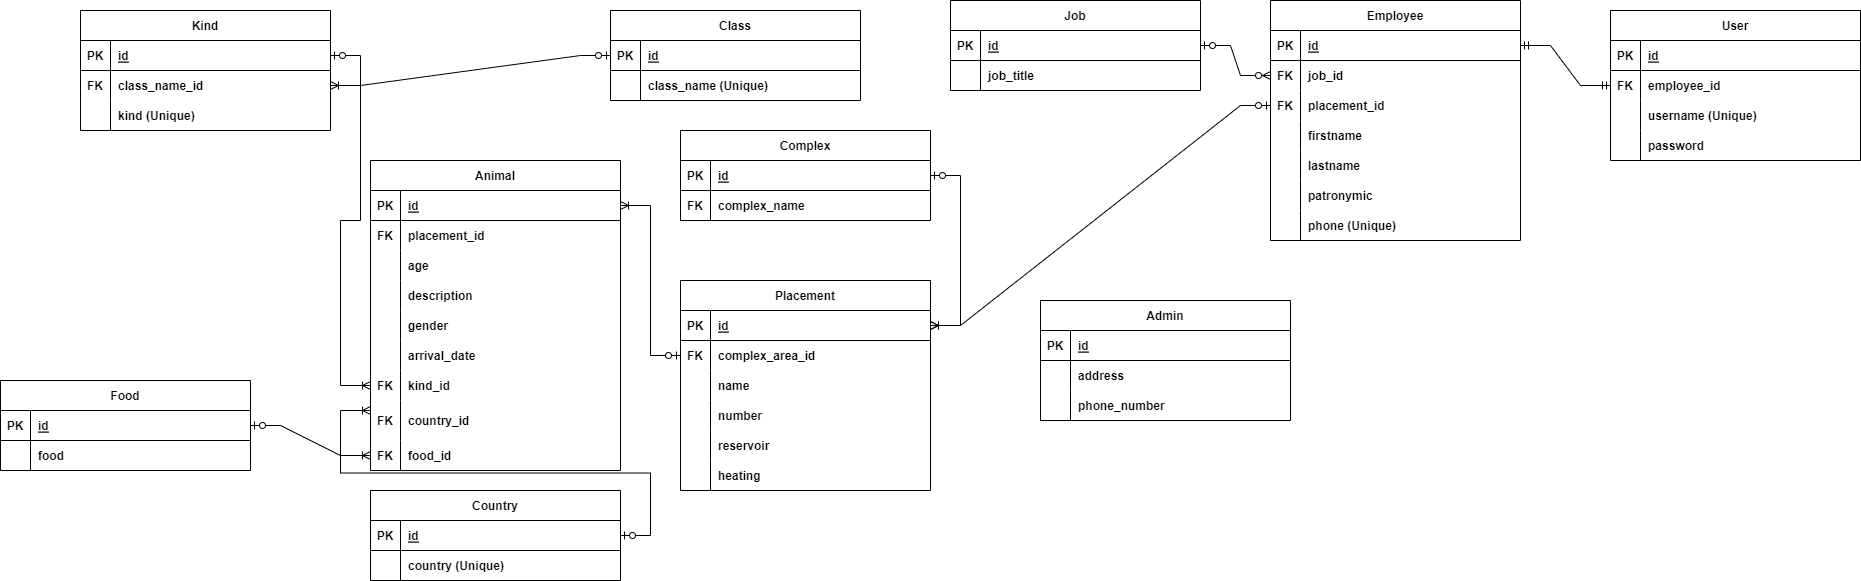 Kind
PK id
FK class_name_id
kind (Unique)
Class
PK id
class_name (Unique)
Job
PK id
job_title
Employee
PK id
FK job_id
FK placement_id
firstname
lastname
patronymic
phone (Unique)
User
PK id
FK employee_id
username (Unique)
password
Complex
PK id
FK complex_name
Animal
PK id
FK placement_id
age
description
gender
arrival_date
FK kind_id
FK country_id
FK food_id
Placement
PK id
FK complex_area_id
name
number
reservoir
heating
Admin
PK id
address
phone_number
Food
PK id
food
Country
PK id
country (Unique)